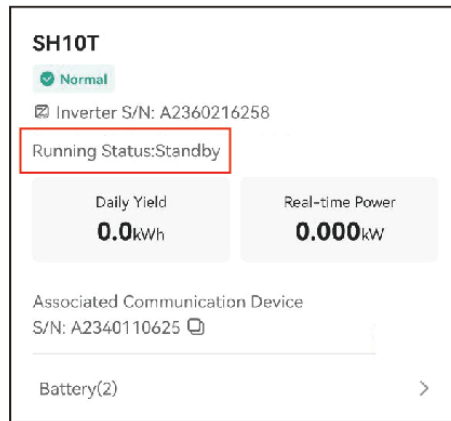 SH10T
Normal
Inverter S/N: A2360216258
Running Status:Standby
Daily Yield
0.0kWh
Real-time Power
0.000kW
Associated Communication Device
S/N: A2340110625
Battery(2)